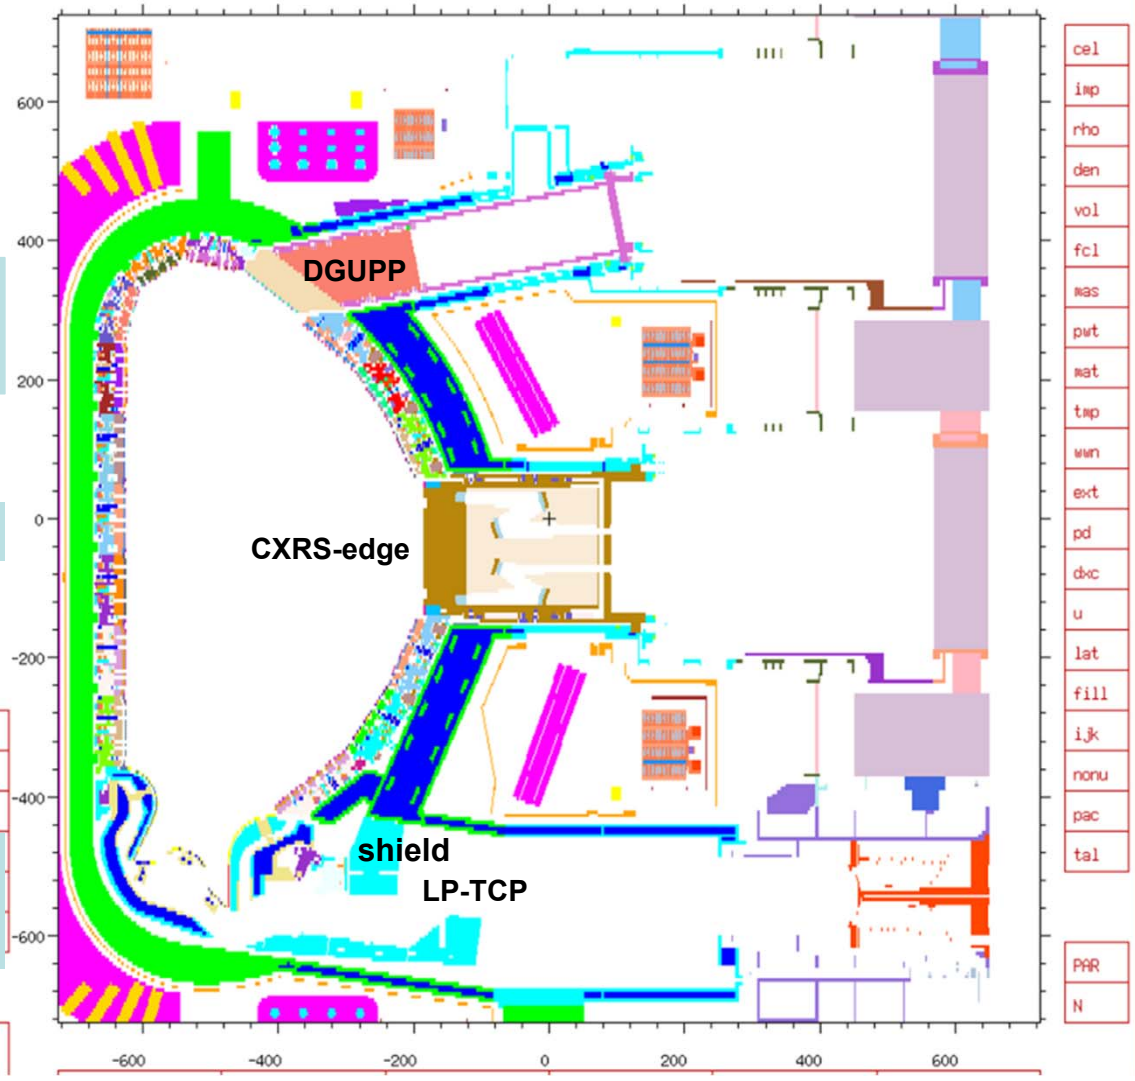 cel
imp
rho
den
vol
fcl
mas
pwt
mat
tmp
wwn
ext
pd
dxc
u
lat
fill
ijk
nonu
pac
tal
PAR
N
600
400
200
0
-200
-400
-600
DGUPP
CXRS-edge
shield
LP-TCP
-600 -400 -200 0 200 400 600